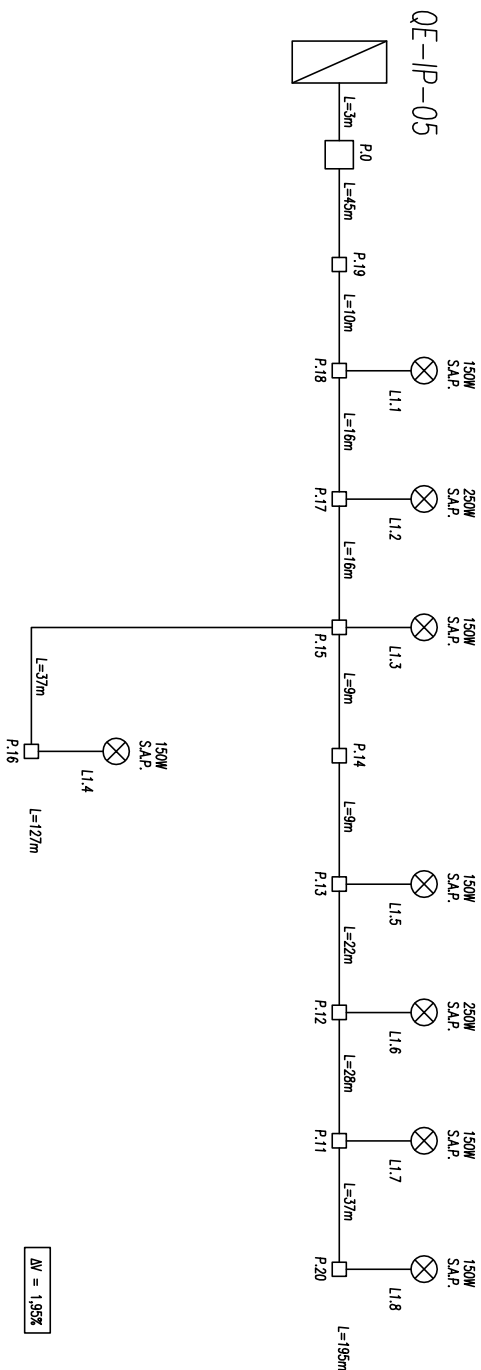 QE-IP-05
L=3m
P.0
L=45m
P.19
L=10m
150W
S.A.P.
L1.1
P.18
L=16m
250W
S.A.P.
L1.2
P.17
L=16m
150W
S.A.P.
L1.3
P.15
L=9m
P.14
L=9m
150W
S.A.P.
L1.5
P.13
L=22m
250W
S.A.P.
L1.6
P.12
L=28m
150W
S.A.P.
L1.7
P.11
L=37m
150W
S.A.P.
L1.8
P.20
L=195m
L=37m
150W
S.A.P.
L1.4
P.16
L=127m
ΔV = 1,95%